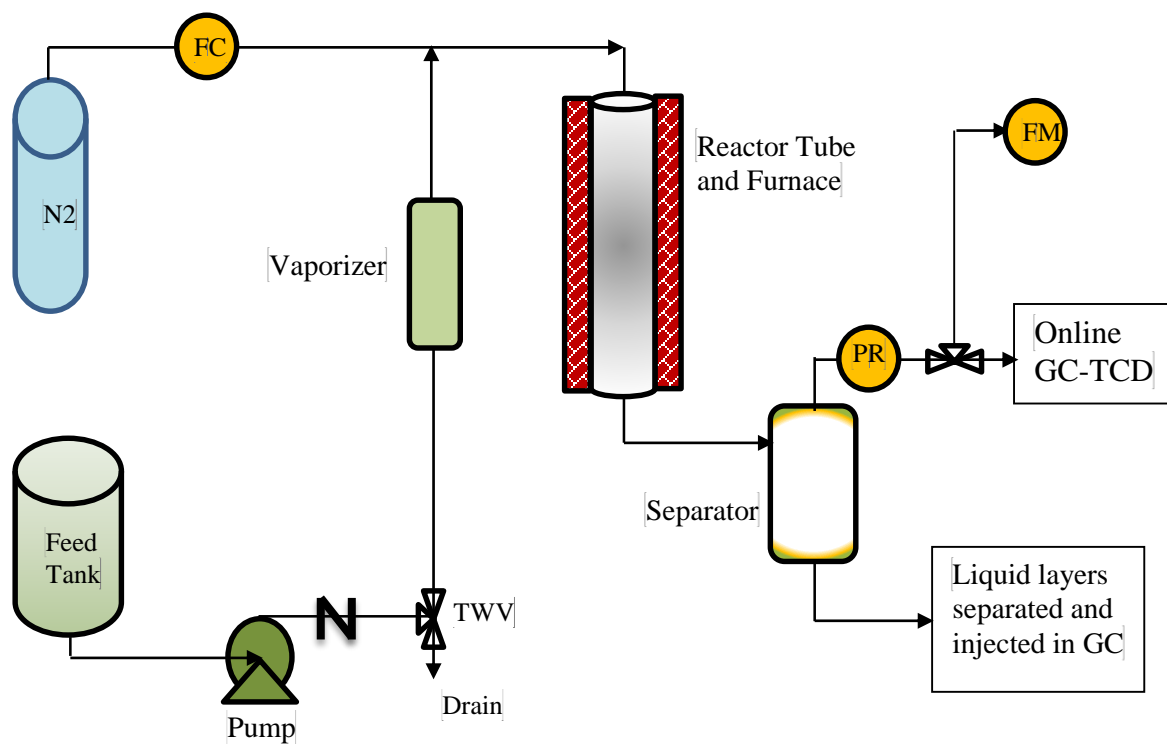 FC
N2
Vaporizer
Reactor Tube
and Furnace
FM
PR
Online
GC-TCD
Feed
Tank
Pump
TWV
Drain
Separator
Liquid layers
separated and
injected in GC